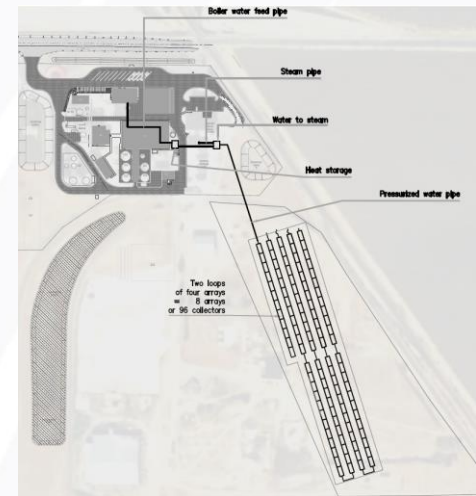 Boiler water feed pipe
Steam pipe
Water to steam
Heat storage
Pressurized water pipe
Two loops
of four arrays
= 8 arrays
or 96 collectors